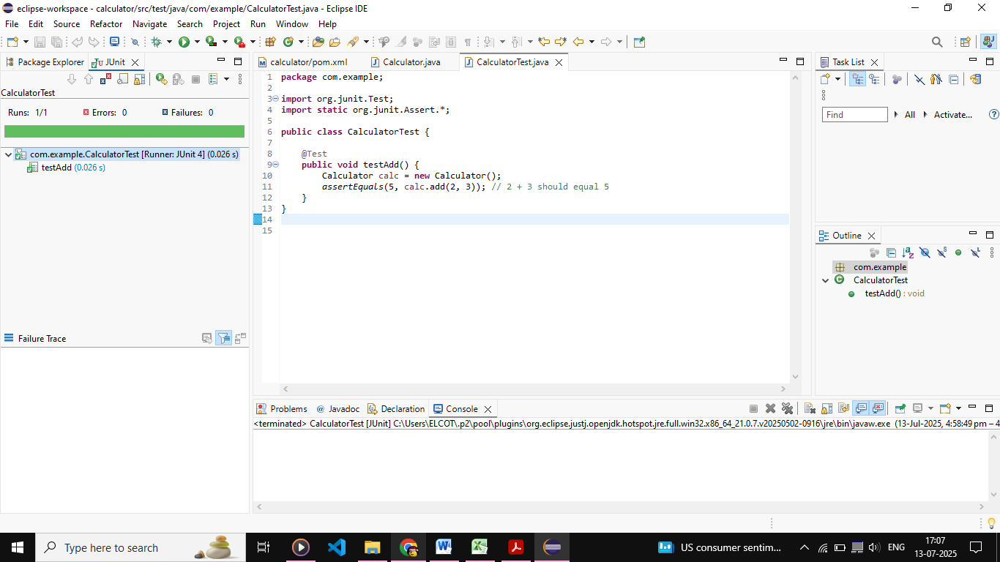 eclipse-workspace - calculator/src/test/java/com/example/CalculatorTest.java - Eclipse IDE
File Edit Source Refactor Navigate Search Project Run Window Help
Package Explorer JUnit
CalculatorTest
Runs: 1/1 Errors: 0 Failures: 0
com.example.CalculatorTest [Runner: JUnit 4] (0.026 s)
testAdd (0.026 s)
Failure Trace
calculator/pom.xml Calculator.java CalculatorTest.java
1 package com.example;
2
3 import org.junit.Test;
4 import static org.junit.Assert.*;
5
6 public class CalculatorTest {
7
8 @Test
9 public void testAdd() {
10 Calculator calc = new Calculator();
11 assertEquals(5, calc.add(2, 3)); // 2 + 3 should equal 5
12 }
13 }
14
15
Task List
Find All Activate...
Outline
com.example
CalculatorTest
testAdd() : void
Problems Javadoc Declaration Console
<terminated> CalculatorTest [JUnit] C:\Users\ELCOT\.p2\pool\plugins\org.eclipse.justj.openjdk.hotspot.jre.full.win32.x86_64_21.0.7.v20250502-0916\jre\bin\javaw.exe (13-Jul-2025, 4:58:49 pm – 4
Type here to search
US consumer sentim...
ENG
17:07
13-07-2025